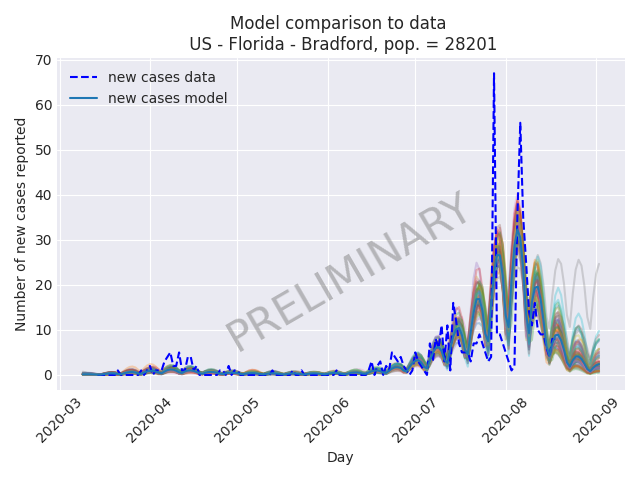 Model comparison to data
US - Florida - Bradford, pop. = 28201
70
60
50
40
30
20
10
0
Number of new cases reported
new cases data
new cases model
PRELIMINARY
2020-03
2020-04
2020-05
2020-06
2020-07
2020-08
2020-09
Day